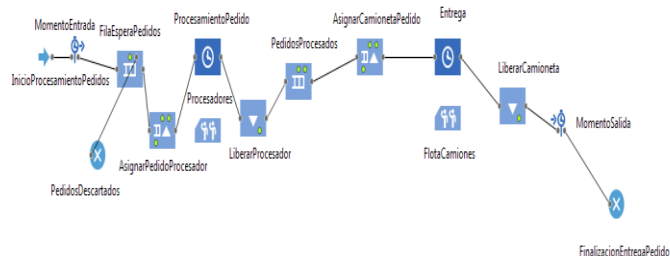 MomentoEntrada
FilaEsperaPedidos
ProcesamientoPedido
AsignarCamionetaPedido
Entrega
PedidosProcesados
InicioProcesamientoPedidos
LiberarCamioneta
Procesadores
MomentoSalida
AsignarPedidoProcesador
LiberarProcesador
FlotaCamiones
PedidosDescartados
FinalizacionEntregaPedido